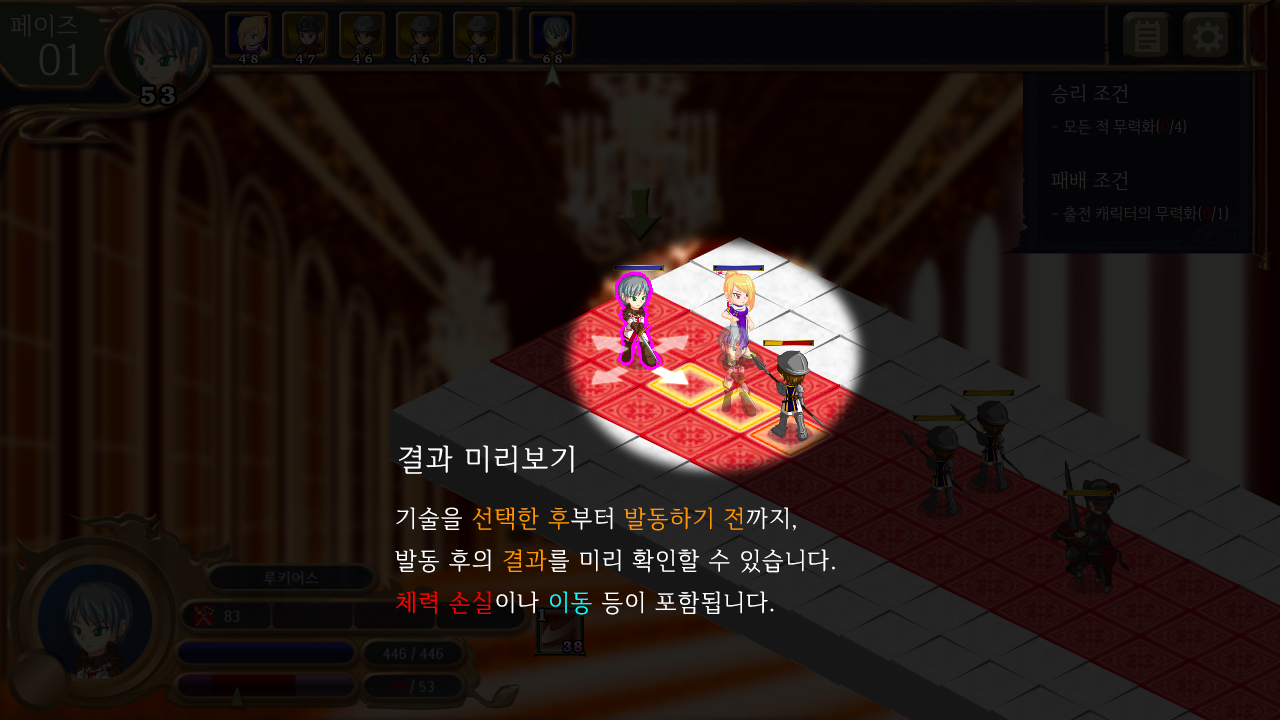 페이즈
01
53
48
47
46
46
46
68
승리 조건
- 모든 적 무력화(0/4)
패배 조건
- 출전 캐릭터의 무력화(0/1)
결과 미리보기
기술을 선택한 후부터 발동하기 전까지,
발동 후의 결과를 미리 확인할 수 있습니다.
체력 손실이나 이동 등이 포함됩니다.
루키어스
83
1
38
446 / 446
/ 53